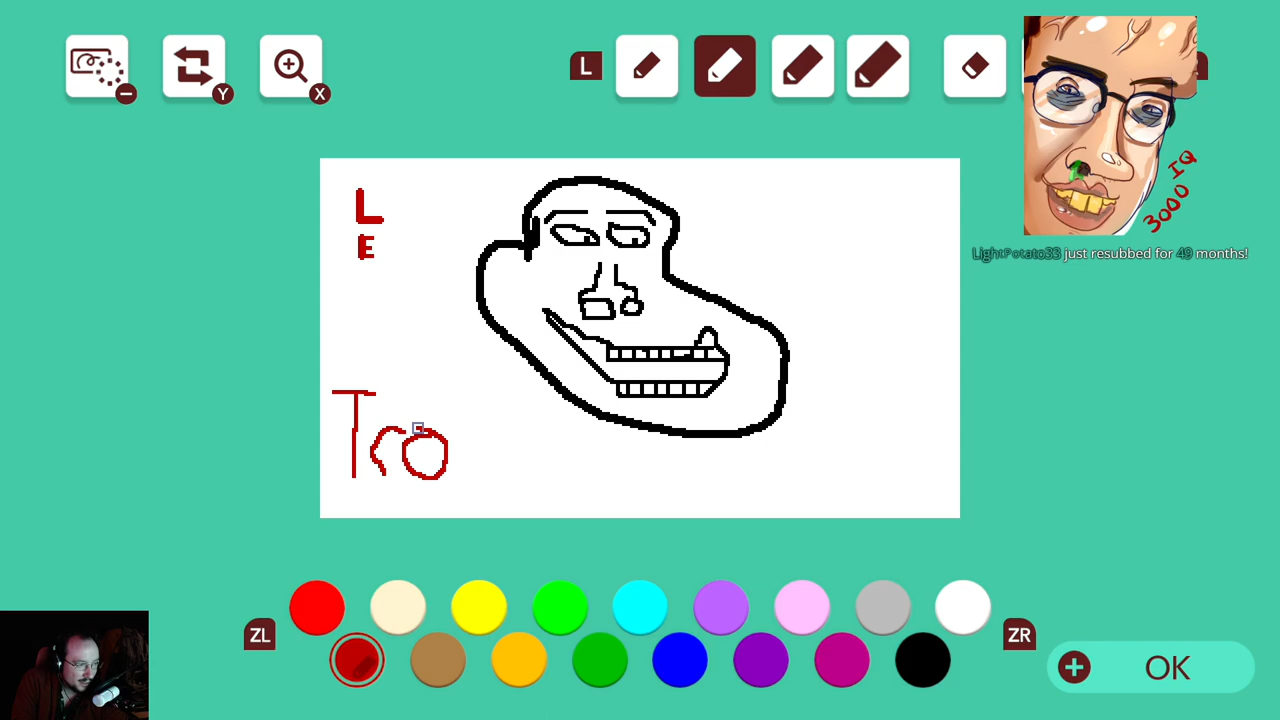 L
3000 IQ
LightPotato33 just resubbed for 49 months!
L
E
Tro
ZL
ZR
OK
Y
X